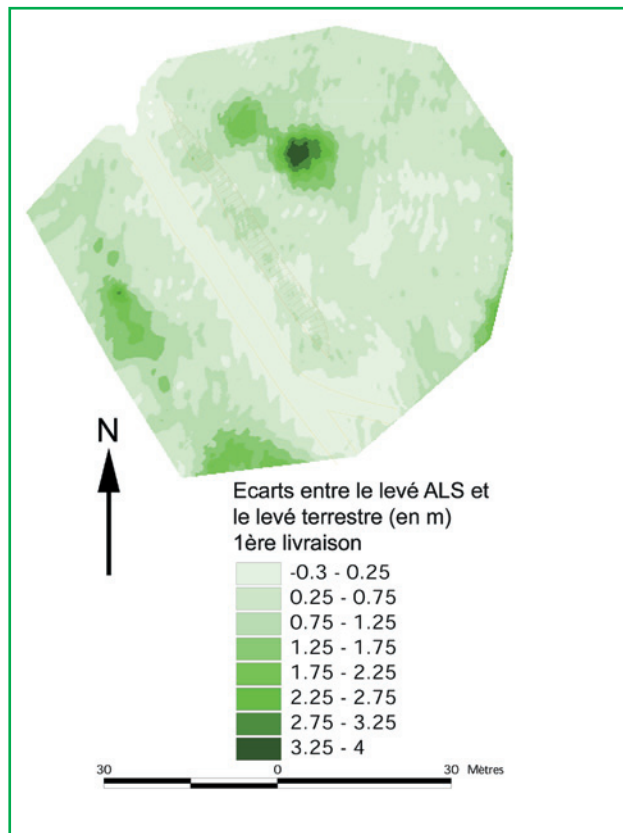 N
Ecarts entre le levé ALS et
le levé terrestre (en m)
1ère livraison
-0.3 - 0.25
0.25 - 0.75
0.75 - 1.25
1.25 - 1.75
1.75 - 2.25
2.25 - 2.75
2.75 - 3.25
3.25 - 4
30 0 30 Mètres